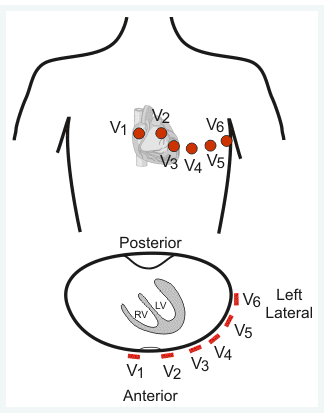 V1
V2
V3
V4
V5
V6
Posterior
RV
LV
V6
Left
Lateral
V5
V4
V3
V2
V1
Anterior